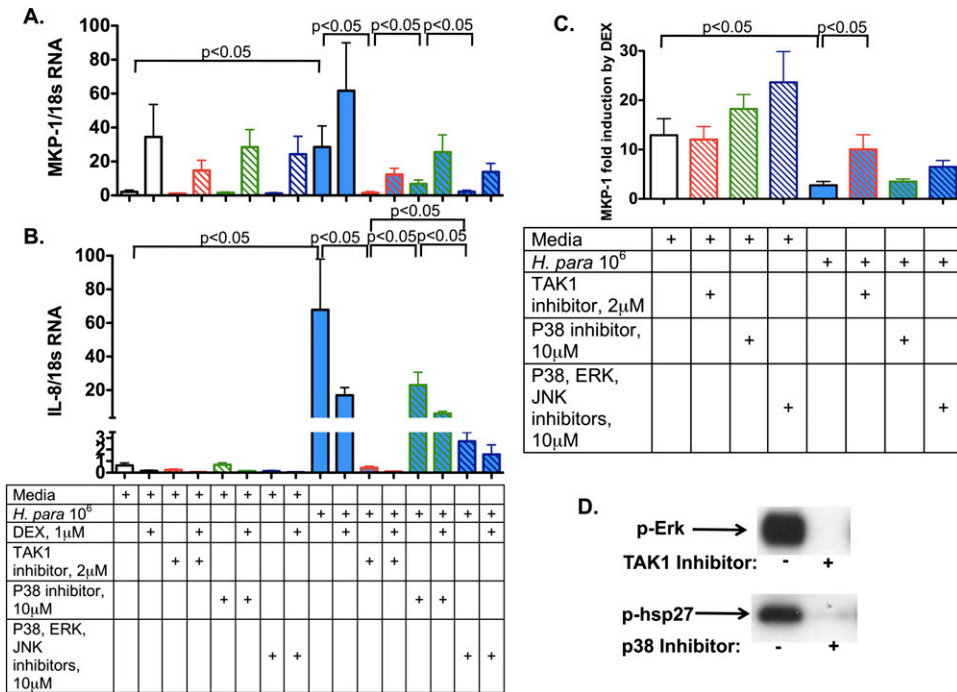 A.
MKP-1/18s RNA
100
80
60
40
20
0
p<0.05
p<0.05
p<0.05
p<0.05
B.
IL-8/18s RNA
100
80
60
40
20
3
2
1
0
p<0.05
p<0.05
p<0.05
p<0.05
p<0.05
Media + + + + + + + +
H. para 10⁶ + + + + + + + +
DEX, 1µM + + + + + + + +
TAK1
inhibitor, 2µM + + + +
P38 inhibitor,
10µM + + + +
P38, ERK,
JNK
inhibitors,
10µM + + + +
C.
MKP-1 fold induction by DEX
30
20
10
0
p<0.05
p<0.05
Media + + + +
H. para 10⁶ + + + +
TAK1
inhibitor, 2µM + +
P38 inhibitor,
10µM + +
P38, ERK,
JNK
inhibitors,
10µM + +
D.
p-Erk
TAK1 Inhibitor: - +
p-hsp27
p38 Inhibitor: - +